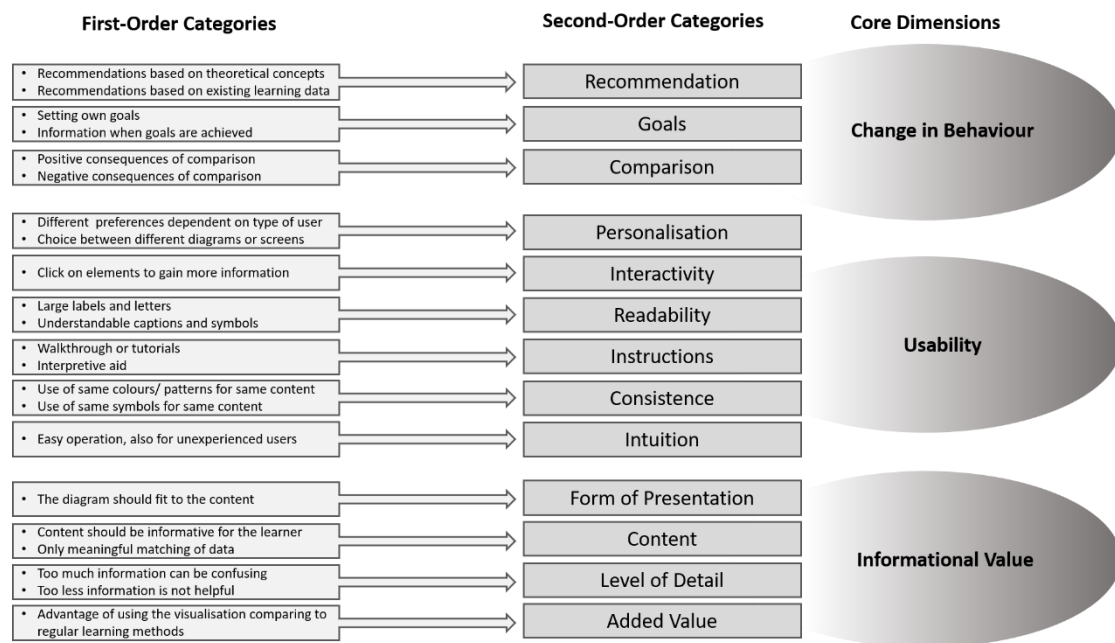 First-Order Categories
Second-Order Categories
Core Dimensions
• Recommendations based on theoretical concepts
• Recommendations based on existing learning data
Recommendation
• Setting own goals
• Information when goals are achieved
Goals
• Positive consequences of comparison
• Negative consequences of comparison
Comparison
Change in Behaviour
• Different preferences dependent on type of user
• Choice between different diagrams or screens
Personalisation
• Click on elements to gain more information
Interactivity
• Large labels and letters
• Understandable captions and symbols
Readability
• Walkthrough or tutorials
• Interpretive aid
Instructions
• Use of same colours/ patterns for same content
• Use of same symbols for same content
Consistence
• Easy operation, also for unexperienced users
Intuition
Usability
• The diagram should fit to the content
Form of Presentation
• Content should be informative for the learner
• Only meaningful matching of data
Content
• Too much information can be confusing
• Too less information is not helpful
Level of Detail
• Advantage of using the visualisation comparing to
regular learning methods
Added Value
Informational Value